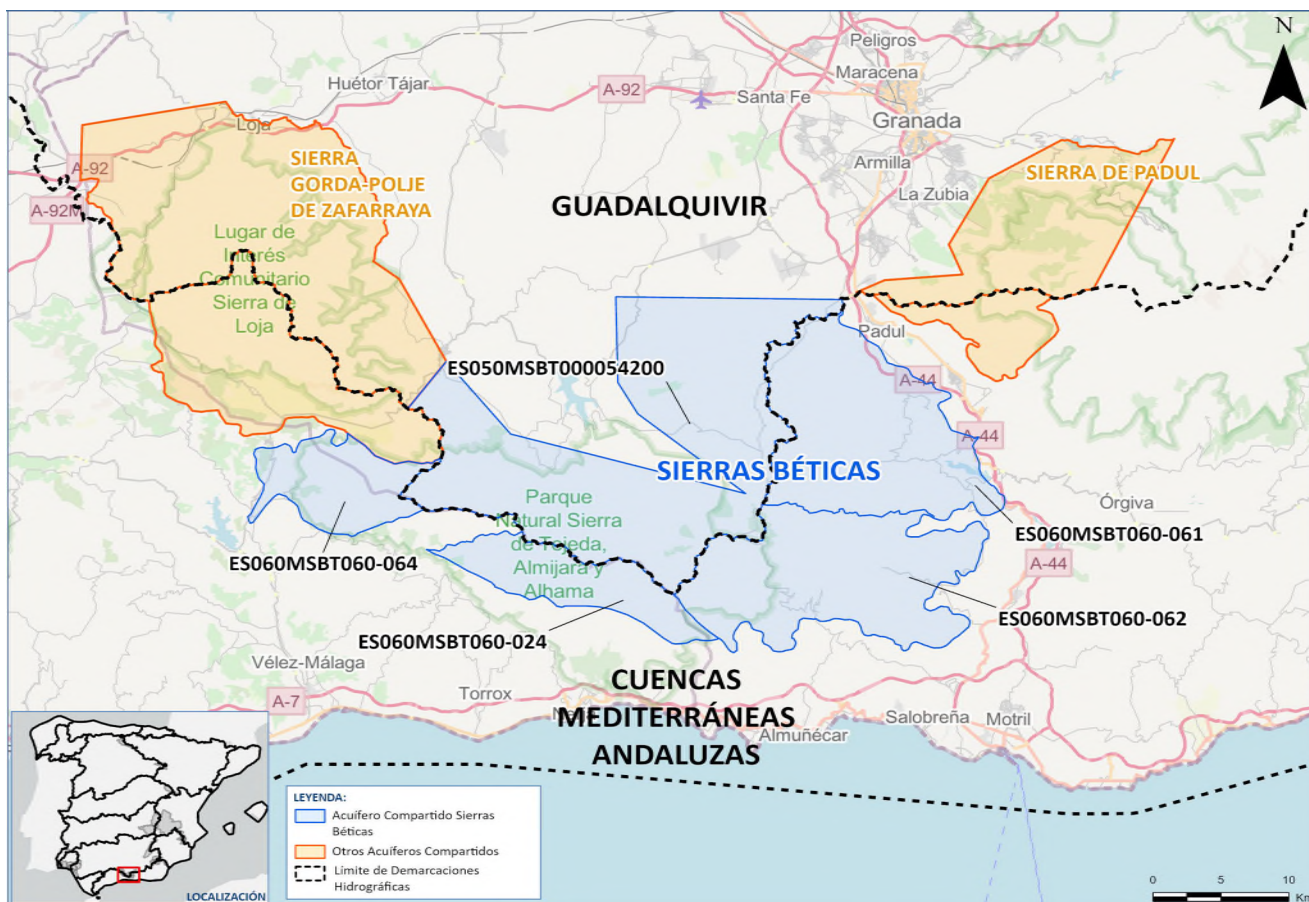 N
Peligros
Maracena
Huétor Tájar
A-92
Santa Fe
Granada
Loja
Armilla
SIERRA
GORDA-POLJE
DE ZAFARRAYA
A-92
SIERRA DE PADUL
La Zubia
A-92M
GUADALQUIVIR
Lugar de
Interés
Comunitario
Sierra de
Loja
Padul
ES050MSBT000054200
A-44
A-44
SIERRAS BÉTICAS
Parque
Natural Sierra
de Tejeda,
Almijara y
Alhama
Órgiva
ES060MSBT060-061
ES060MSBT060-064
A-44
ES060MSBT060-062
ES060MSBT060-024
Vélez-Málaga
CUENCAS
MEDITERRÁNEAS
ANDALUZAS
A-7
Torrox
Salobreña
Motril
Almuñécar
LEYENDA:
Acuífero Compartido Sierras
Béticas
Otros Acuíferos Compartidos
Límite de Demarcaciones
Hidrográficas
LOCALIZACIÓN
0 5 10
Km